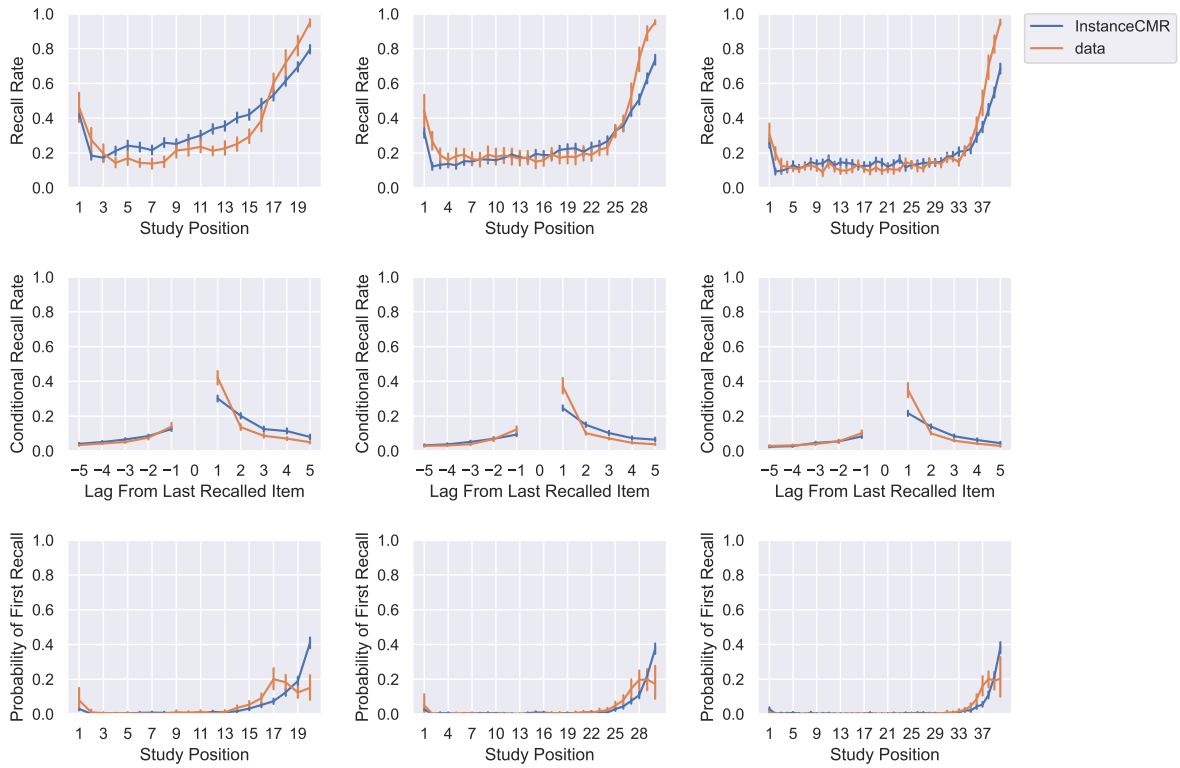 1.0 0.8 0.6 0.4 0.2 0.0
Recall Rate
1 3 5 7 9 11 13 15 17 19
Study Position
1.0 0.8 0.6 0.4 0.2 0.0
Recall Rate
1 4 7 10 13 16 19 22 25 28
Study Position
1.0 0.8 0.6 0.4 0.2 0.0
Recall Rate
1 5 9 13 17 21 25 29 33 37
Study Position
InstanceCMR
data
1.0 0.8 0.6 0.4 0.2 0.0
Conditional Recall Rate
−5 −4 −3 −2 −1 0 1 2 3 4 5
Lag From Last Recalled Item
1.0 0.8 0.6 0.4 0.2 0.0
Conditional Recall Rate
−5 −4 −3 −2 −1 0 1 2 3 4 5
Lag From Last Recalled Item
1.0 0.8 0.6 0.4 0.2 0.0
Conditional Recall Rate
−5 −4 −3 −2 −1 0 1 2 3 4 5
Lag From Last Recalled Item
1.0 0.8 0.6 0.4 0.2 0.0
Probability of First Recall
1 3 5 7 9 11 13 15 17 19
Study Position
1.0 0.8 0.6 0.4 0.2 0.0
Probability of First Recall
1 4 7 10 13 16 19 22 25 28
Study Position
1.0 0.8 0.6 0.4 0.2 0.0
Probability of First Recall
1 5 9 13 17 21 25 29 33 37
Study Position